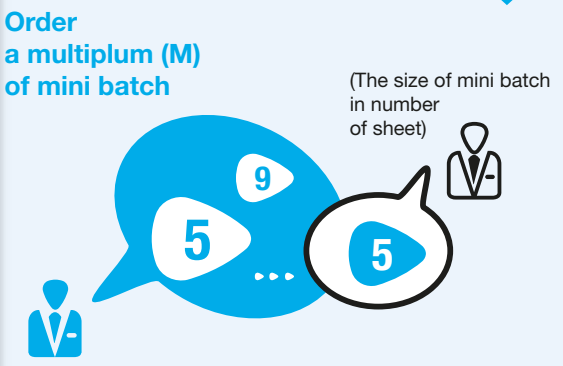 Order
a multiplum (M)
of mini batch
(The size of mini batch
in number
of sheet)
9
5
5
...